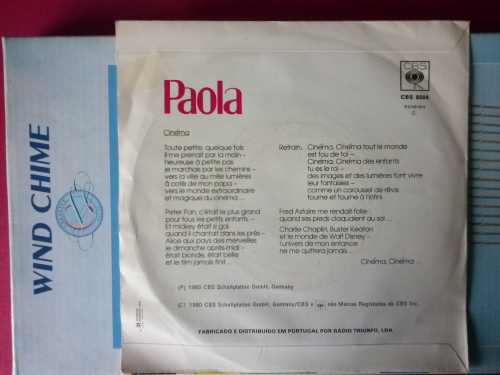 WIND CHIME
CBS
CBS 8564
estéreo
Paola
Cinéma
Toute petite, quelque fois
il me prenait par la main –
heureuse à petite pas
je marchais par les chemins –
vers la ville au mille lumières
à coté de mon papa –
vers le monde extraordinaire
et magique du cinéma ...
Peter Pan, c'était le plus grand
pour tous les petits enfants. –
Et mickey était si gai
quand il chantait dans les prés –
Alice aux pays des merveilles
le dimanche après-midi –
était blonde, était belle
et le film jamais finit ...
Refrain: Cinéma, Cinéma tout le monde
est fou de toi –
Cinéma, Cinéma des enfants
tu es le roi –
des images et des lumières font vivre
leur fantaisies –
comme un carousel de rêve
tourne et tourne à l'infini
Fred Astaire me rendait folle
quand ses pieds claquaient au sol ...
Charlie Chaplin, Buster Keaton
et le monde de Walt Disney –
l'univers de mon enfance
ne me quittera jamais ...
Cinéma, Cinéma ...
(P) 1980 CBS Schallplatten GmbH, Germany
(C) 1980 CBS Schallplatten GmbH, Germany/CBS e são Marcas Registadas de CBS Inc.
FABRICADO E DISTRIBUÍDO EM PORTUGAL POR RÁDIO TRIUNFO, LDA.